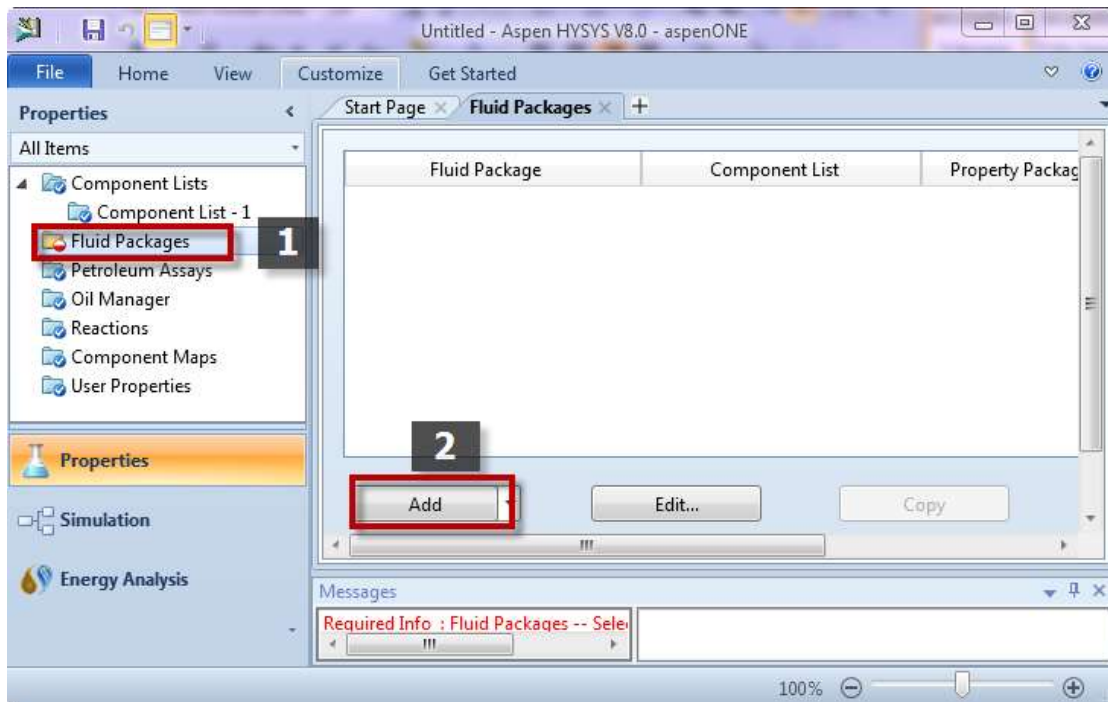 Untitled - Aspen HYSYS V8.0 - aspenONE
File Home View Customize Get Started
Properties
Start Page Fluid Packages
All Items
Fluid Package Component List Property Packag
Component Lists
Component List - 1
Fluid Packages
1
Petroleum Assays
Oil Manager
Reactions
Component Maps
User Properties
2
Properties
Add Edit... Copy
Simulation
Energy Analysis
Messages
Required Info : Fluid Packages -- Sele
100%